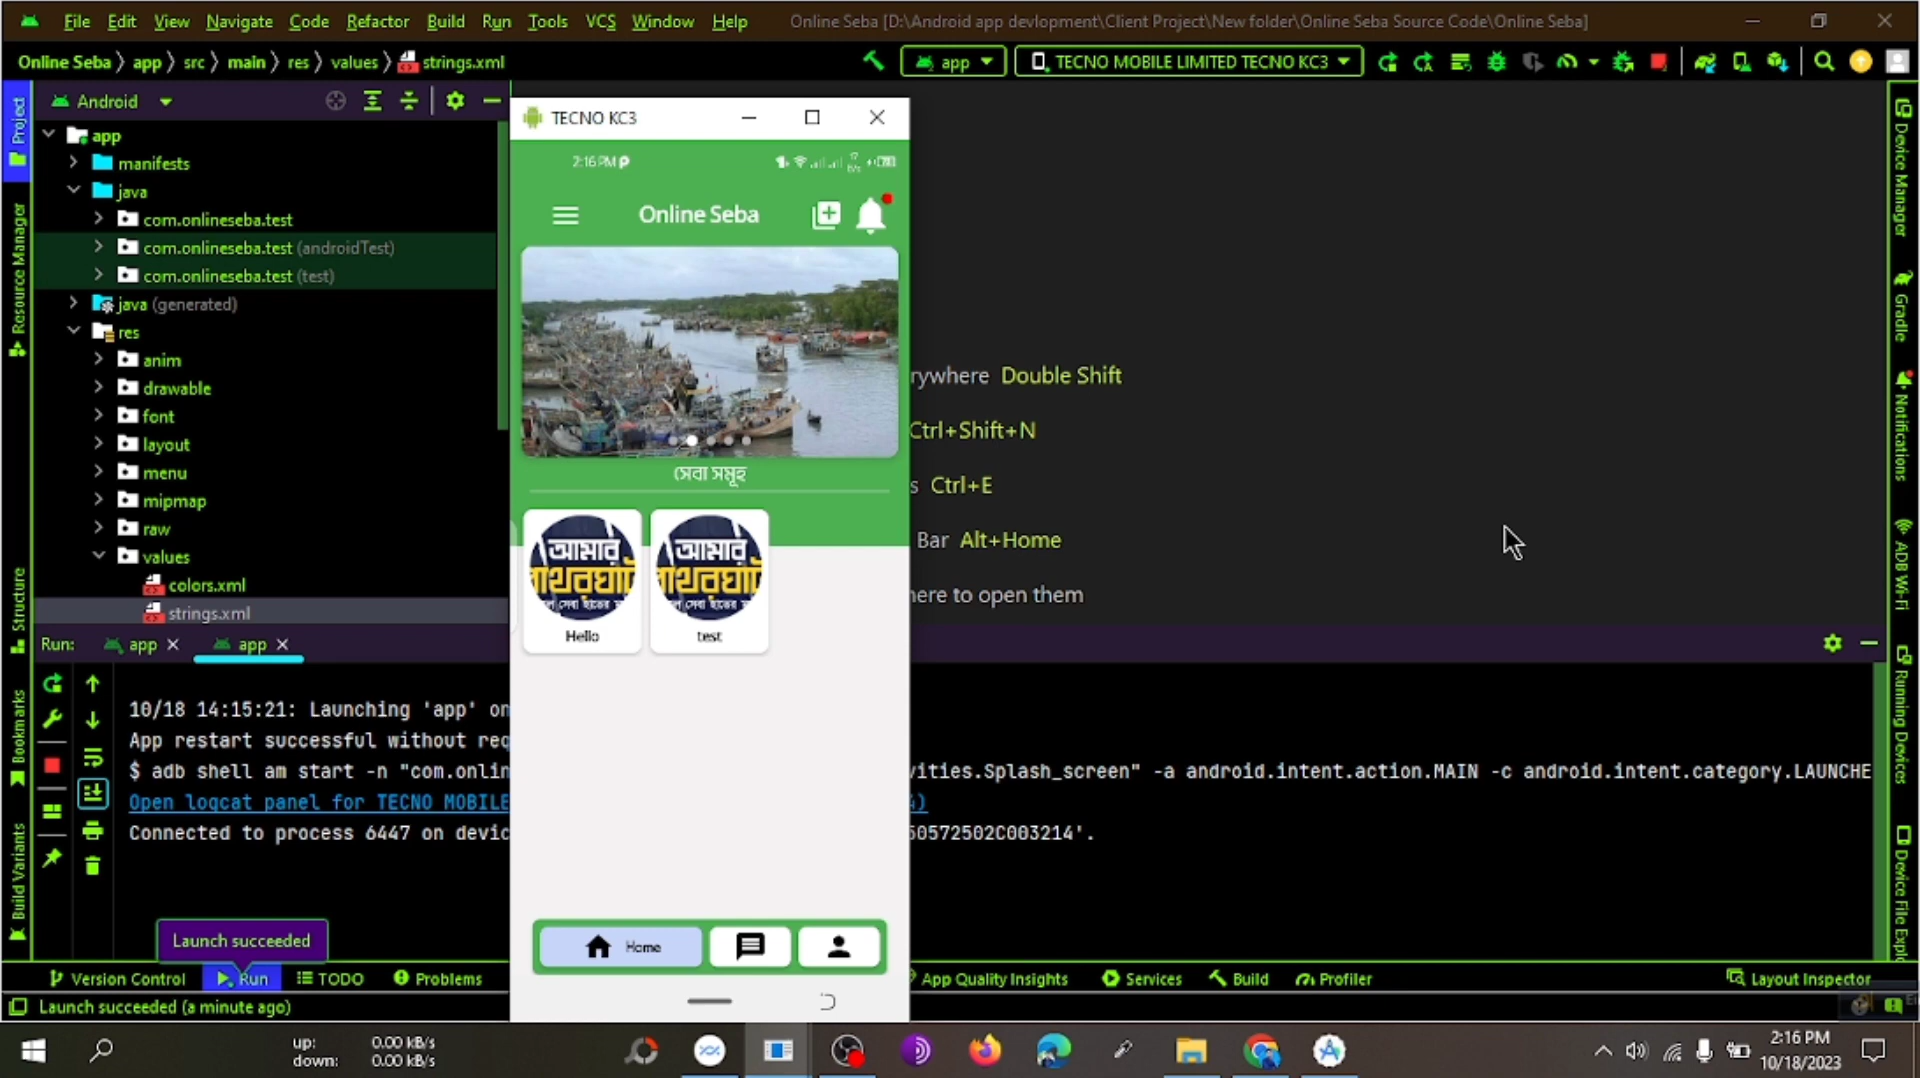 File Edit View Navigate Code Refactor Build Run Tools VCS Window Help Online Seba [D:\Android app devlopment\Client Project\New folder\Online Seba Source Code\Online Seba]
Online Seba app src main res values strings.xml app TECNO MOBILE LIMITED TECNO KC3
Project
Android
app
manifests
java
com.onlineseba.test
com.onlineseba.test (androidTest)
com.onlineseba.test (test)
java (generated)
res
anim
drawable
font
layout
menu
mipmap
raw
values
colors.xml
strings.xml
Resource Manager
Structure
Bookmarks
Build Variants
TECNO KC3
2:16 PM
Online Seba
সেবা সমূহ
আমার
Hello
আমার
test
Home
rywhere Double Shift
Ctrl+Shift+N
s Ctrl+E
Bar Alt+Home
here to open them
Device Manager
Gradle
Notifications
ADB Wi-Fi
Running Devices
Device File Explo
Run: app app
10/18 14:15:21: Launching 'app' on
App restart successful without req
$ adb shell am start -n "com.onlin vities.Splash_screen" -a android.intent.action.MAIN -c android.intent.category.LAUNCHE
Open logcat panel for TECNO MOBILE
Connected to process 6447 on devic 50572502C003214'.
Launch succeeded
Version Control Run TODO Problems App Quality Insights Services Build Profiler Layout Inspector
Launch succeeded (a minute ago)
up: 0.00 kB/s
down: 0.00 kB/s
2:16 PM
10/18/2023